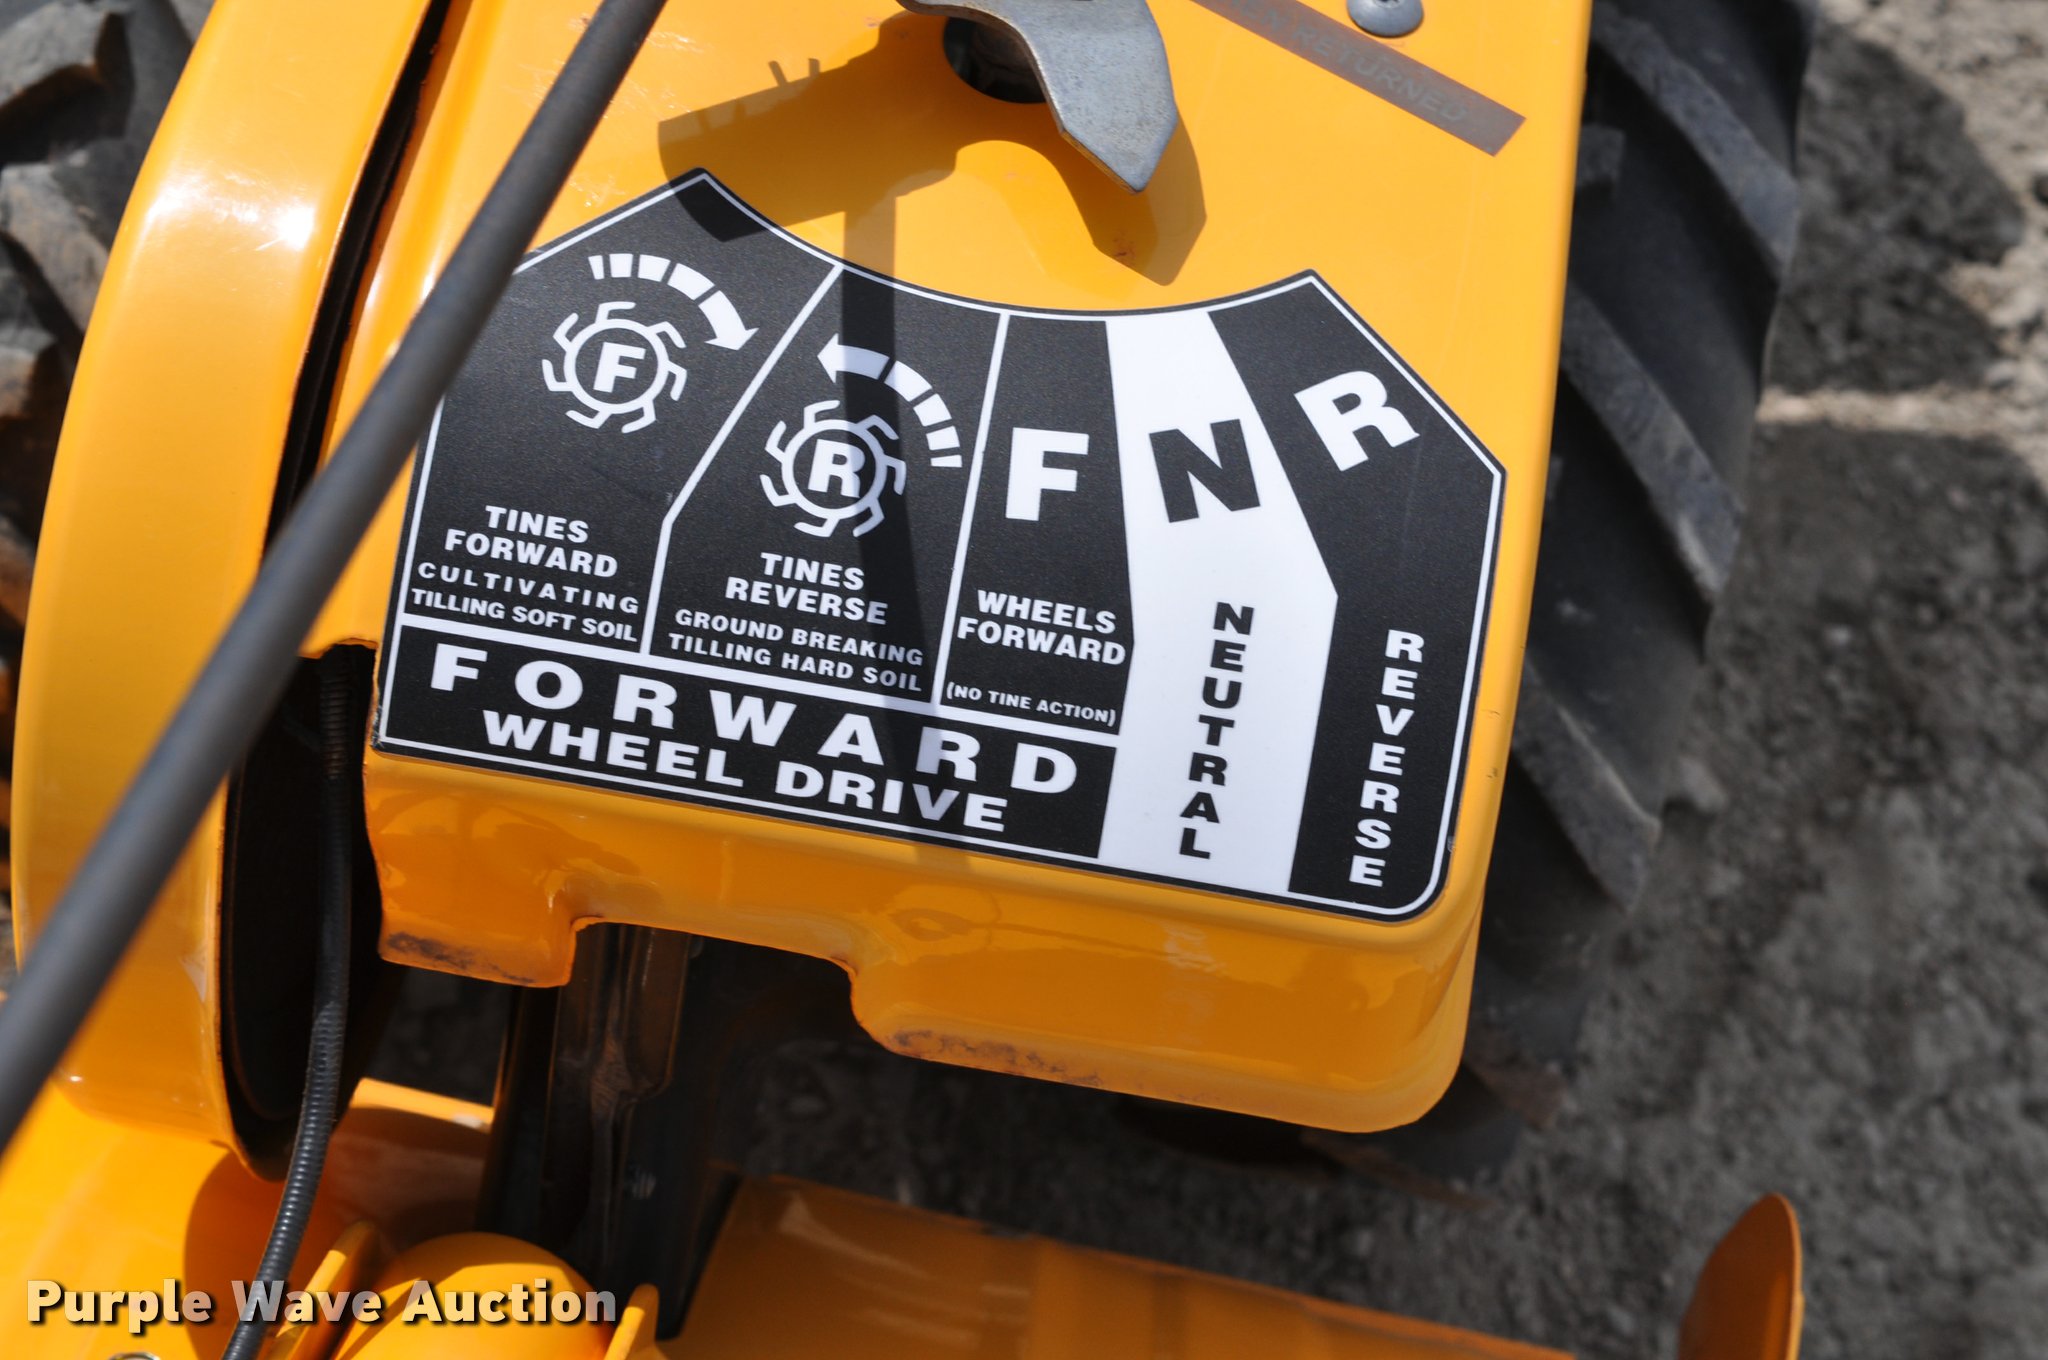 RETURNED
F
TINES
FORWARD
CULTIVATING
TILLING SOFT SOIL
R
TINES
REVERSE
GROUND BREAKING
TILLING HARD SOIL
F
WHEELS
FORWARD
(NO TINE ACTION)
N
NEUTRAL
R
REVERSE
FORWARD
WHEEL DRIVE
Purple Wave Auction